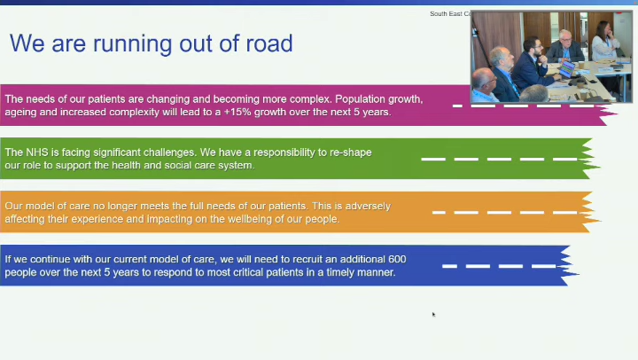 South East Co
We are running out of road
The needs of our patients are changing and becoming more complex. Population growth,
ageing and increased complexity will lead to a +15% growth over the next 5 years.
The NHS is facing significant challenges. We have a responsibility to re-shape
our role to support the health and social care system.
Our model of care no longer meets the full needs of our patients. This is adversely
affecting their experience and impacting on the wellbeing of our people.
If we continue with our current model of care, we will need to recruit an additional 600
people over the next 5 years to respond to most critical patients in a timely manner.